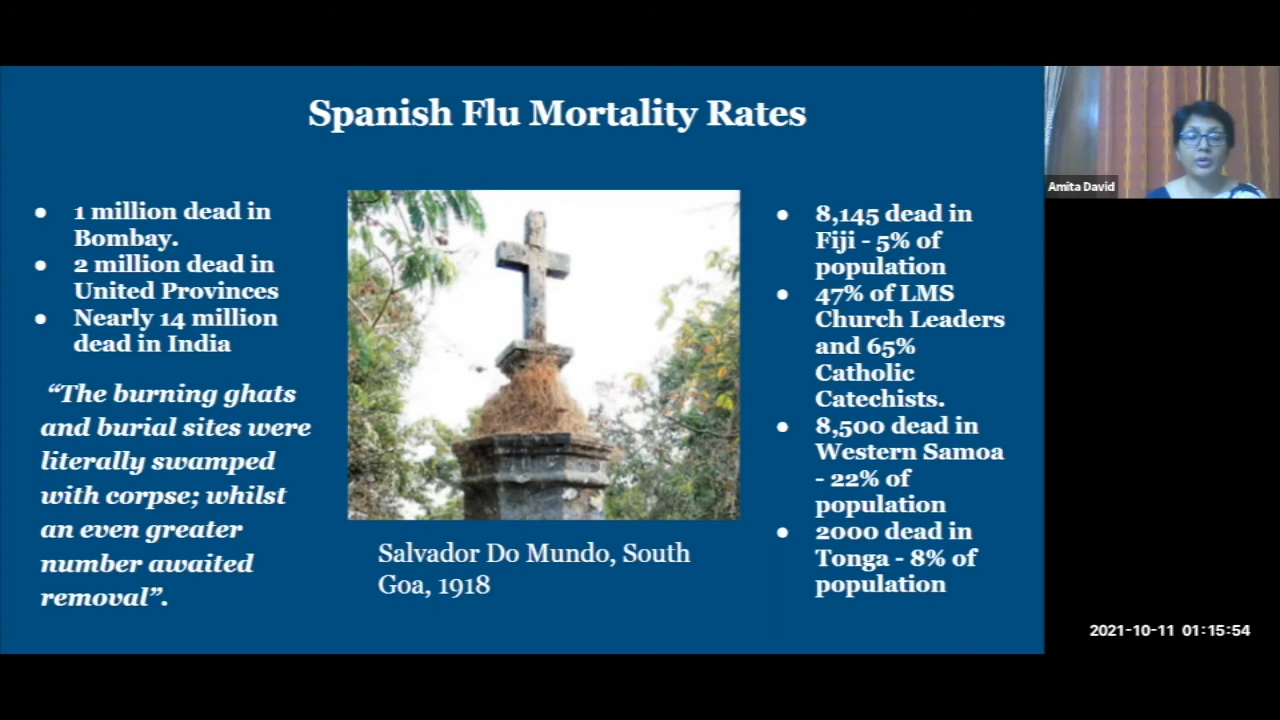 Spanish Flu Mortality Rates
● 1 million dead in
Bombay.
● 2 million dead in
United Provinces
● Nearly 14 million
dead in India
“The burning ghats
and burial sites were
literally swamped
with corpse; whilst
an even greater
number awaited
removal”.
Salvador Do Mundo, South
Goa, 1918
● 8,145 dead in
Fiji - 5% of
population
● 47% of LMS
Church Leaders
and 65%
Catholic
Catechists.
● 8,500 dead in
Western Samoa
- 22% of
population
● 2000 dead in
Tonga - 8% of
population
Amita David
2021-10-11 01:15:54